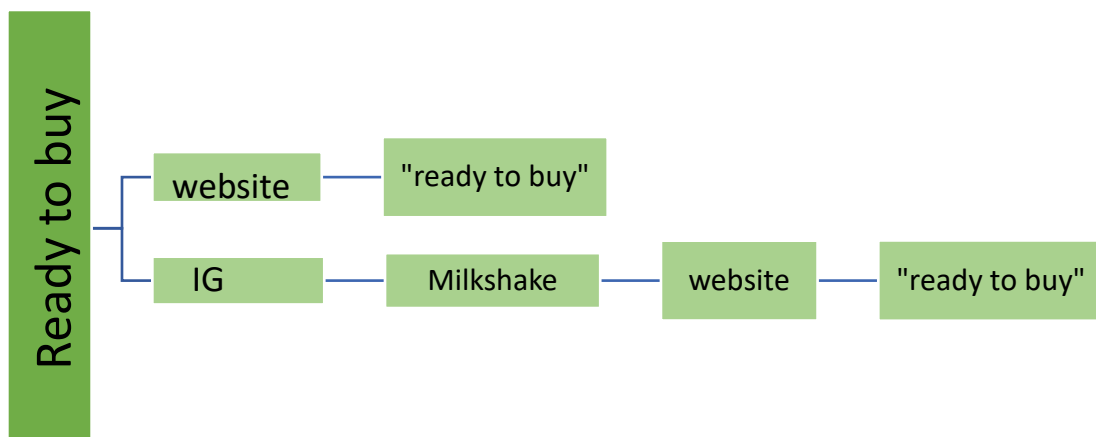 Ready to buy
website
"ready to buy"
IG
Milkshake
website
"ready to buy"